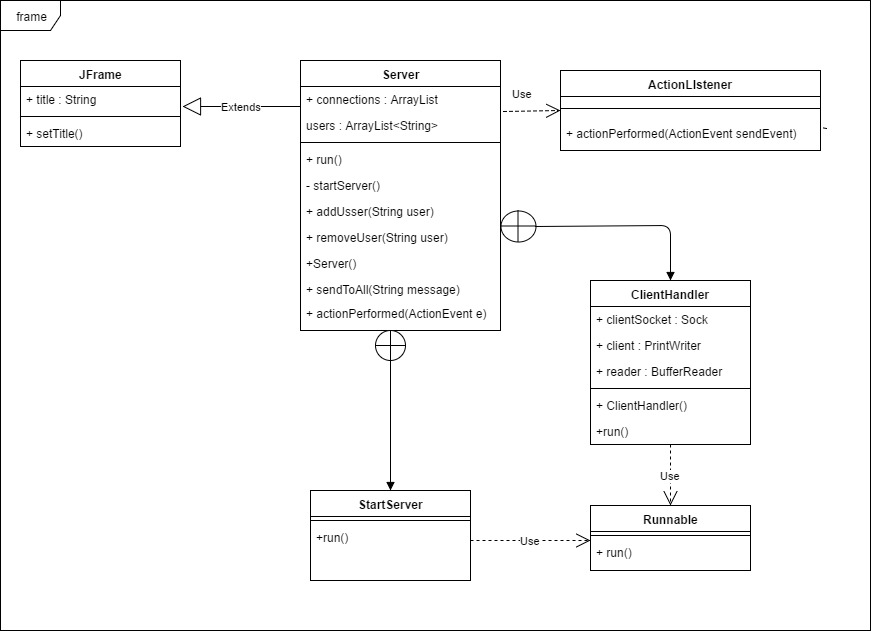 frame
JFrame
+ title : String
+ setTitle()
Extends
Server
+ connections : ArrayList
users : ArrayList<String>
+ run()
- startServer()
+ addUsser(String user)
+ removeUser(String user)
+Server()
+ sendToAll(String message)
+ actionPerformed(ActionEvent e)
Use
ActionLIstener
+ actionPerformed(ActionEvent sendEvent)
ClientHandler
+ clientSocket : Sock
+ client : PrintWriter
+ reader : BufferReader
+ ClientHandler()
+run()
Use
StartServer
+run()
Use
Runnable
+ run()